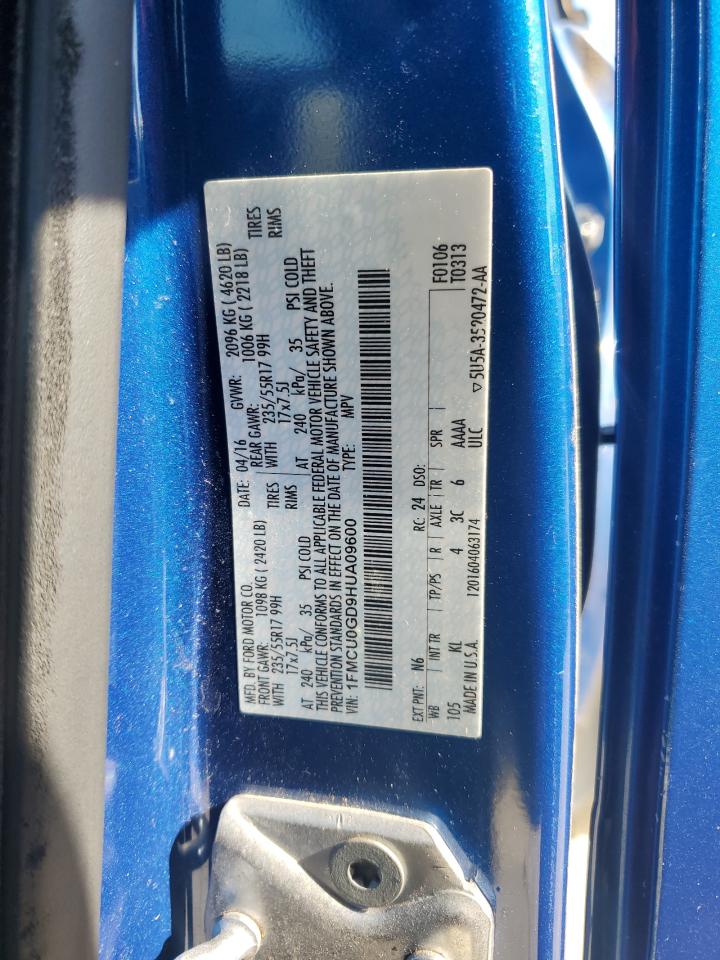 MFD. BY FORD MOTOR CO. DATE: 04/16 GVWR: 2096 KG ( 4620 LB)
FRONT GAWR: 1098 KG ( 2420 LB) REAR GAWR: 1006 KG ( 2218 LB)
WITH 235/55R17 99H TIRES WITH 235/55R17 99H TIRES
17x7.5J RIMS 17x7.5J RIMS
AT 240 kPa/ 35 PSI COLD AT 240 kPa/ 35 PSI COLD
THIS VEHICLE CONFORMS TO ALL APPLICABLE FEDERAL MOTOR VEHICLE SAFETY AND THEFT
PREVENTION STANDARDS IN EFFECT ON THE DATE OF MANUFACTURE SHOWN ABOVE.
VIN: 1FMCU0GD9HUA09600 TYPE: MPV
EXT PNT: N6 RC: 24 DSO: F0106
WB INT TR TP/PS R AXLE TR SPR T0313
105 KL 4 3C 6 AAAA
MADE IN U.S.A. 1201604063174 ULC ▽5U5A-3520472-AA